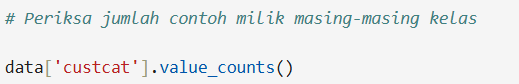 # Periksa jumlah contoh milik masing-masing kelas
data['custcat'].value_counts()